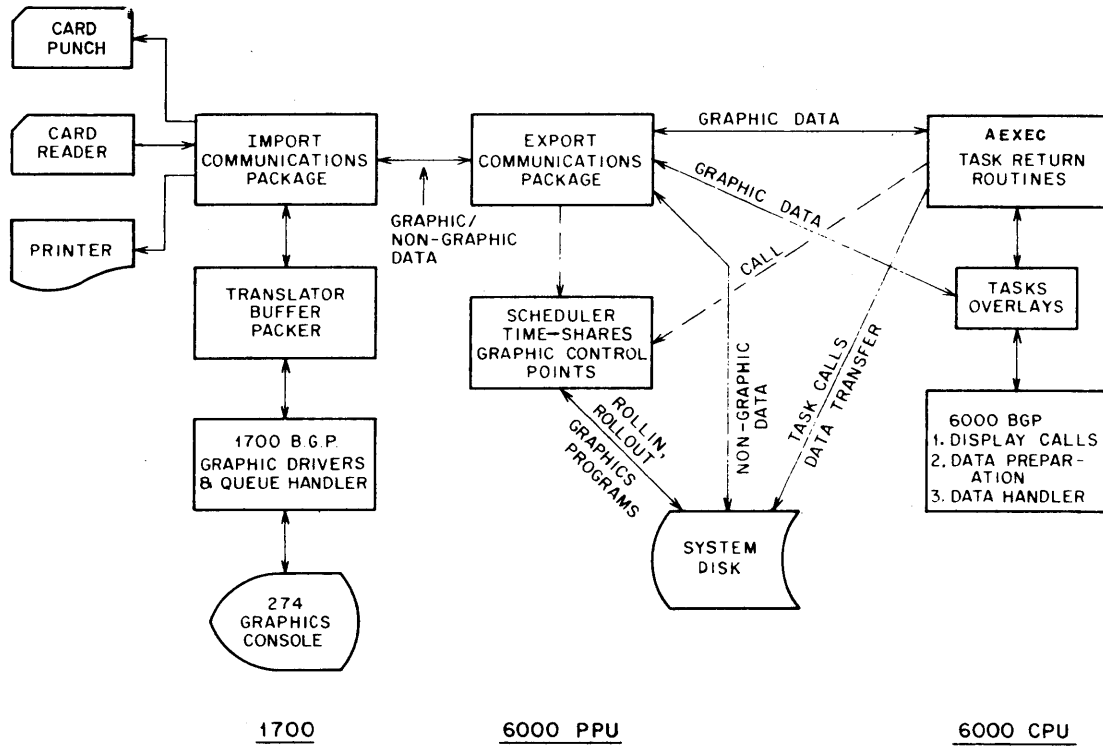 CARD
PUNCH
CARD
READER
PRINTER
IMPORT
COMMUNICATIONS
PACKAGE
TRANSLATOR
BUFFER
PACKER
1700 B.G.P.
GRAPHIC DRIVERS
& QUEUE HANDLER
274
GRAPHICS
CONSOLE
GRAPHIC/
NON-GRAPHIC
DATA
EXPORT
COMMUNICATIONS
PACKAGE
SCHEDULER
TIME-SHARES
GRAPHIC CONTROL
POINTS
ROLLIN,
ROLLOUT
GRAPHICS
PROGRAMS
GRAPHIC DATA
GRAPHIC DATA
CALL
NON-GRAPHIC
DATA
TASK CALLS
DATA TRANSFER
SYSTEM
DISK
AEXEC
TASK RETURN
ROUTINES
TASKS
OVERLAYS
6000 BGP
1. DISPLAY CALLS
2. DATA PREPAR-
ATION
3. DATA HANDLER
1700
6000 PPU
6000 CPU